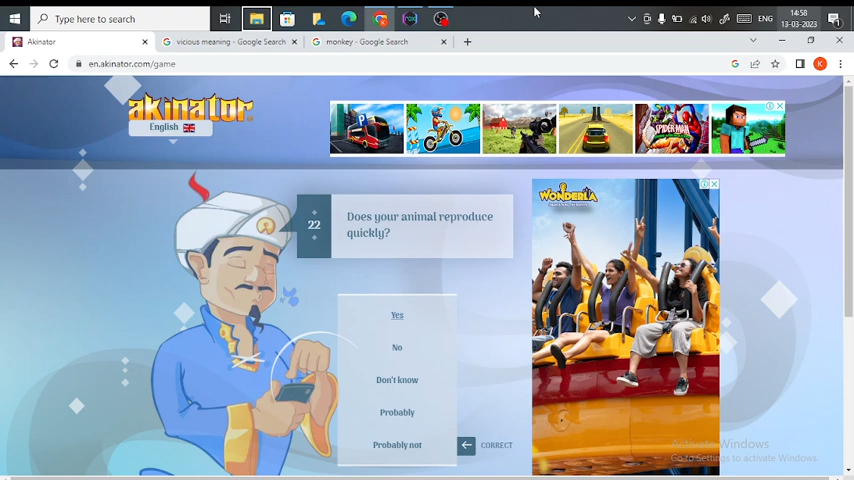 Type here to search
ENG
14:58
13-03-2023
1
Akinator
vicious meaning - Google Search
monkey - Google Search
en.akinator.com/game
K
akinator.
English
WONDERLA
22
Does your animal reproduce
quickly?
Yes
No
Don't know
Probably
Probably not
CORRECT
Activate Windows
Go to Settings to activate Windows.